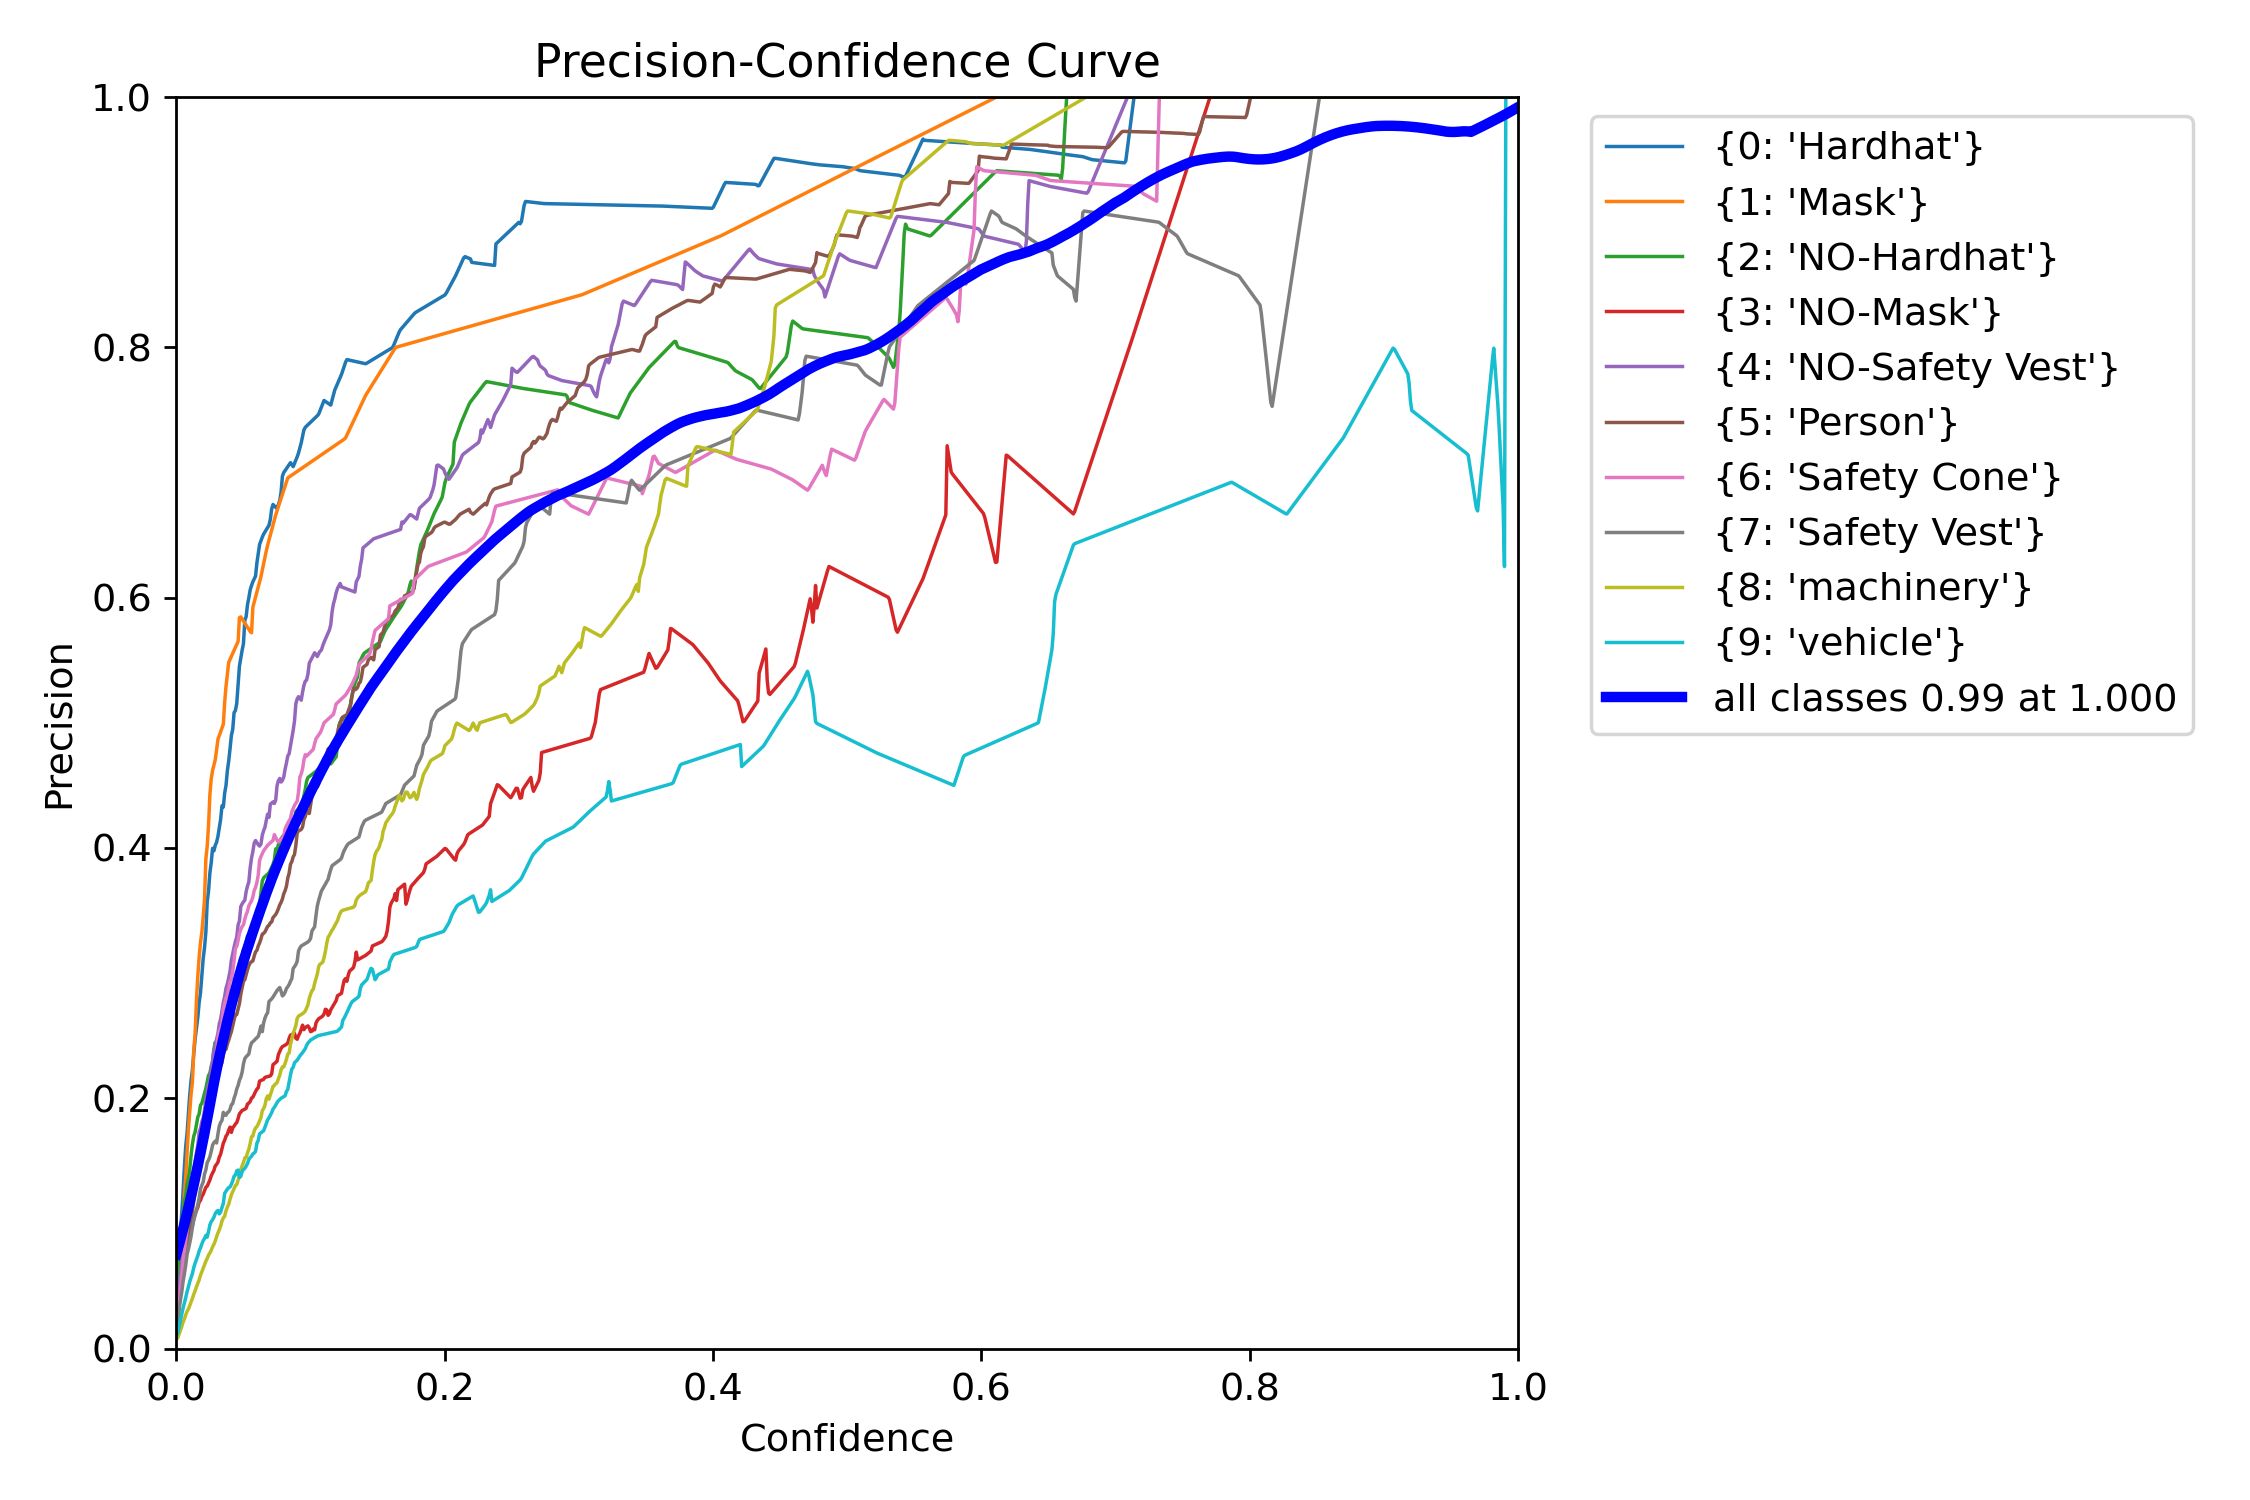 Precision-Confidence Curve
1.0
0.8
0.6
0.4
0.2
0.0
Precision
0.0 0.2 0.4 0.6 0.8 1.0
Confidence
{0: 'Hardhat'}
{1: 'Mask'}
{2: 'NO-Hardhat'}
{3: 'NO-Mask'}
{4: 'NO-Safety Vest'}
{5: 'Person'}
{6: 'Safety Cone'}
{7: 'Safety Vest'}
{8: 'machinery'}
{9: 'vehicle'}
all classes 0.99 at 1.000